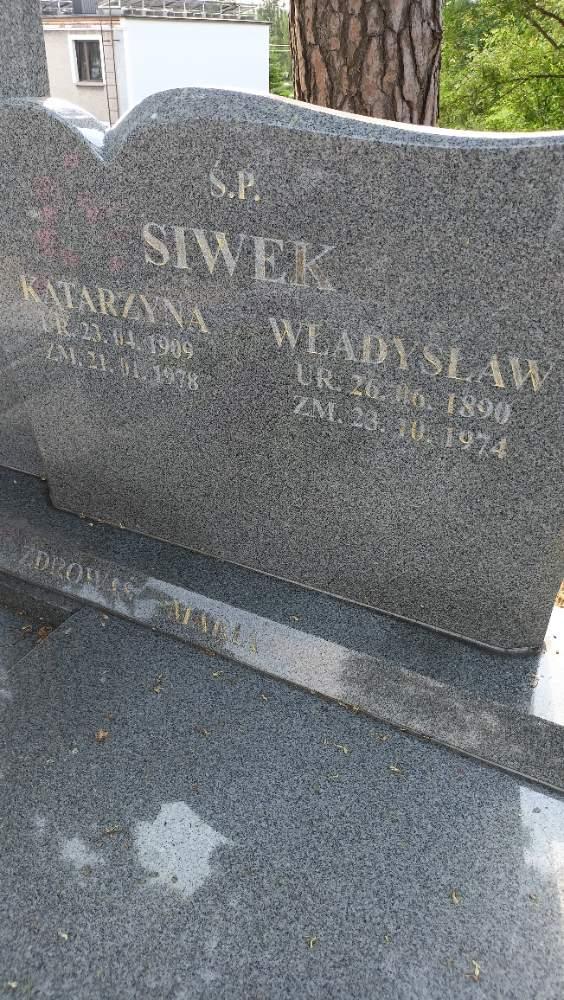 Ś.P.
SIWEK
KATARZYNA
UR. 23. 04. 1909
ZM. 21. 01. 1978
WŁADYSŁAW
UR. 26. 06. 1890
ZM. 23. 10. 1974
ZDROWAŚ MARIA